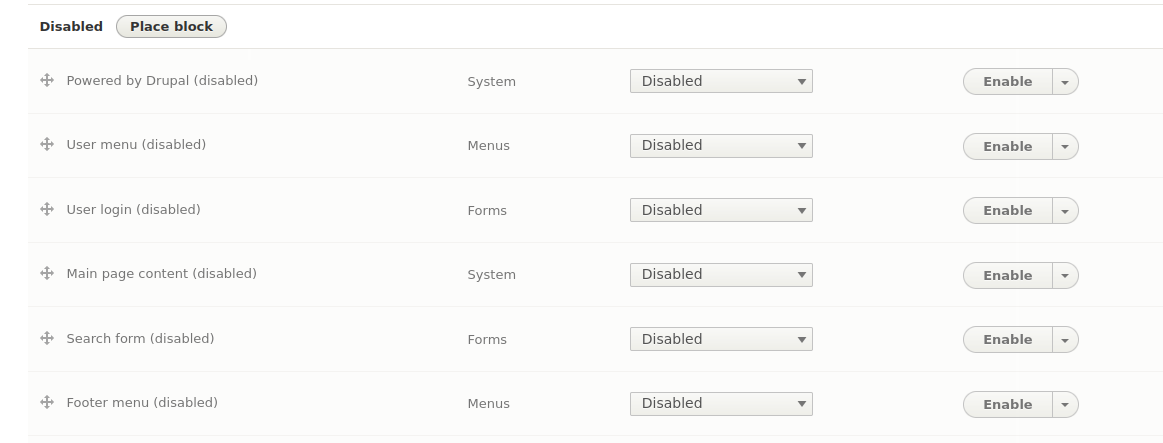 Disabled Place block
Powered by Drupal (disabled) System Disabled Enable
User menu (disabled) Menus Disabled Enable
User login (disabled) Forms Disabled Enable
Main page content (disabled) System Disabled Enable
Search form (disabled) Forms Disabled Enable
Footer menu (disabled) Menus Disabled Enable